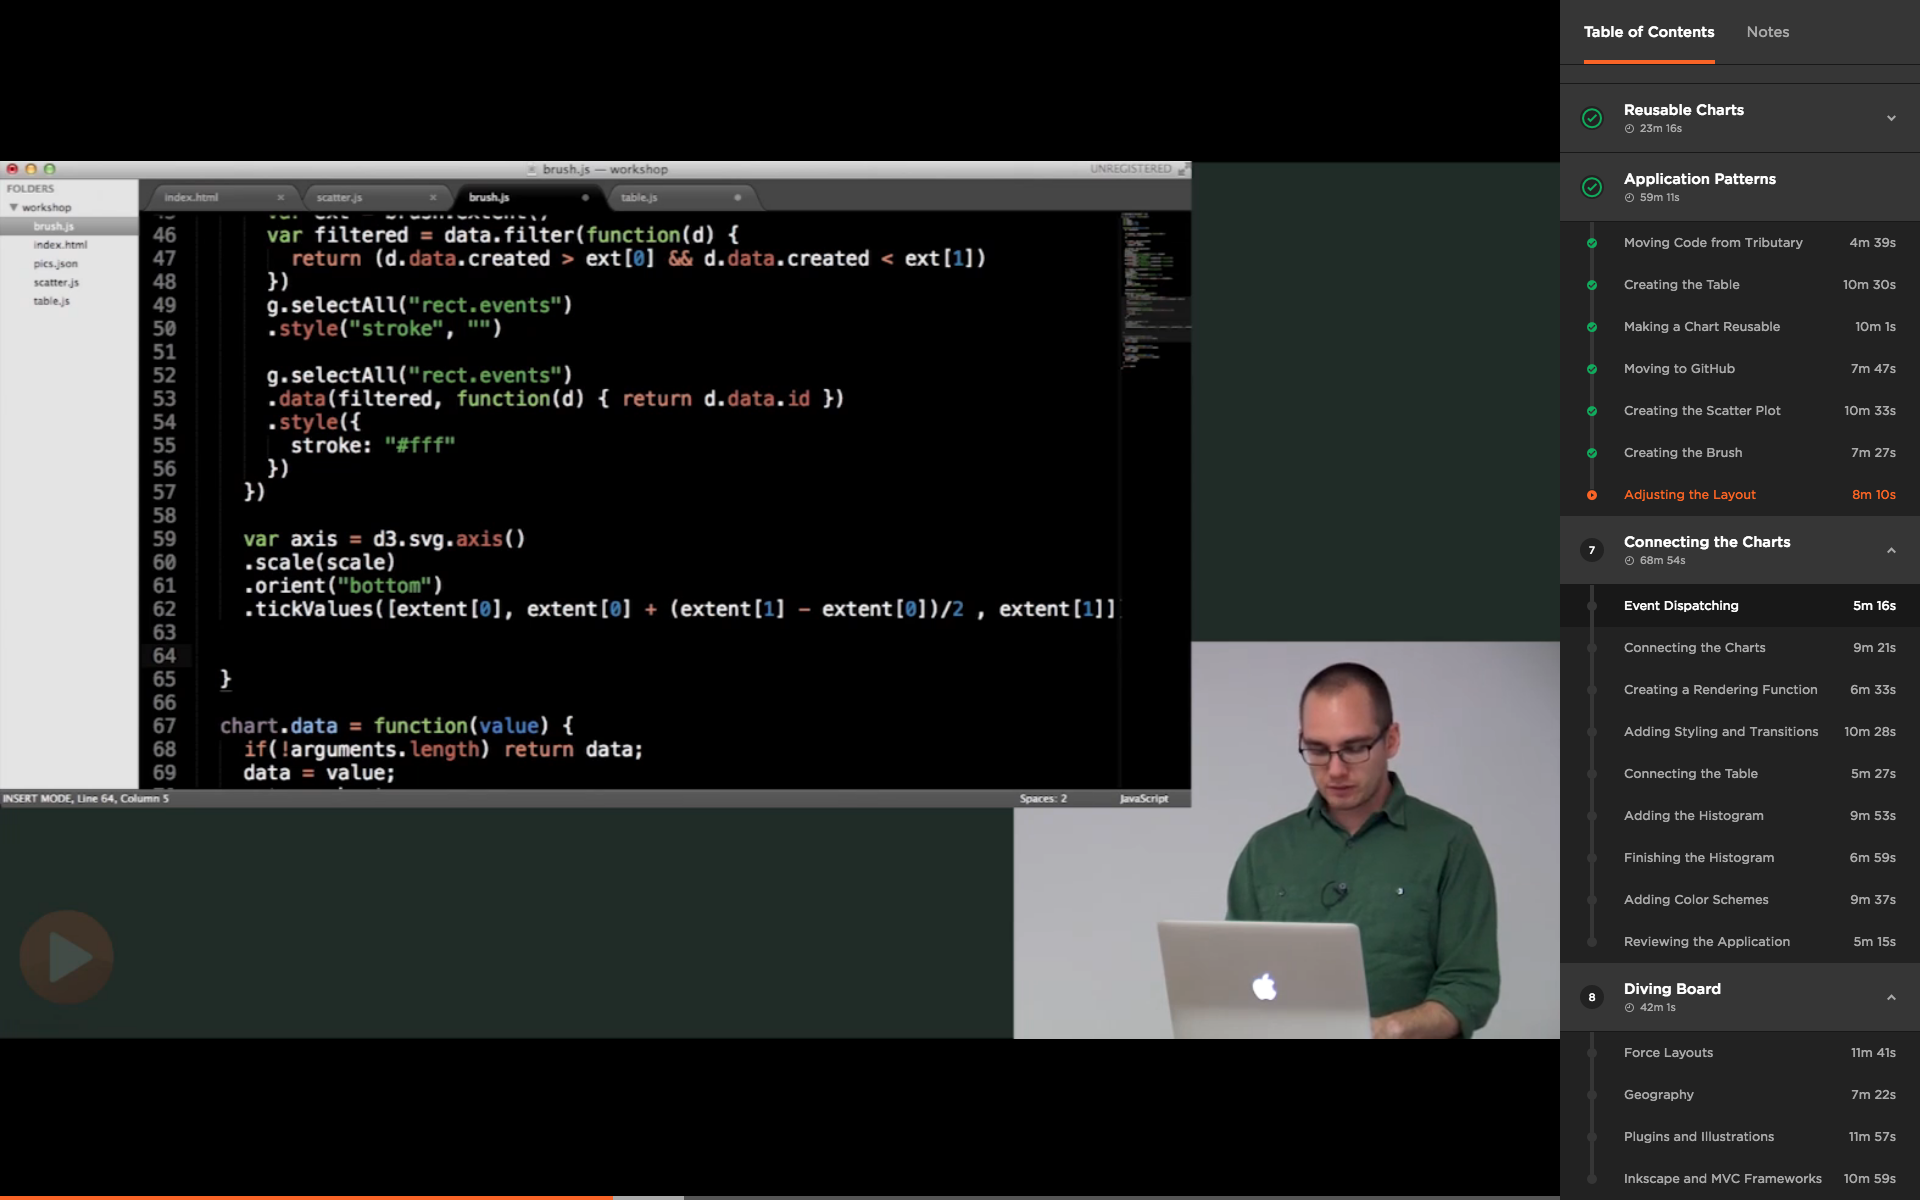 brush.js — workshop
UNREGISTERED
FOLDERS
workshop
brush.js
index.html
pics.json
scatter.js
table.js
index.html
scatter.js
brush.js
table.js
46 var filtered = data.filter(function(d) {
47 return (d.data.created > ext[0] && d.data.created < ext[1])
48 })
49 g.selectAll("rect.events")
50 .style("stroke", "")
51
52 g.selectAll("rect.events")
53 .data(filtered, function(d) { return d.data.id })
54 .style({
55 stroke: "#fff"
56 })
57 })
58
59 var axis = d3.svg.axis()
60 .scale(scale)
61 .orient("bottom")
62 .tickValues([extent[0], extent[0] + (extent[1] - extent[0])/2 , extent[1]]
63
64
65 }
66
67 chart.data = function(value) {
68 if(!arguments.length) return data;
69 data = value;
INSERT MODE, Line 64, Column 5
Spaces: 2
JavaScript
Table of Contents
Notes
Reusable Charts
23m 16s
Application Patterns
59m 11s
Moving Code from Tributary 4m 39s
Creating the Table 10m 30s
Making a Chart Reusable 10m 1s
Moving to GitHub 7m 47s
Creating the Scatter Plot 10m 33s
Creating the Brush 7m 27s
Adjusting the Layout 8m 10s
7 Connecting the Charts
68m 54s
Event Dispatching 5m 16s
Connecting the Charts 9m 21s
Creating a Rendering Function 6m 33s
Adding Styling and Transitions 10m 28s
Connecting the Table 5m 27s
Adding the Histogram 9m 53s
Finishing the Histogram 6m 59s
Adding Color Schemes 9m 37s
Reviewing the Application 5m 15s
8 Diving Board
42m 1s
Force Layouts 11m 41s
Geography 7m 22s
Plugins and Illustrations 11m 57s
Inkscape and MVC Frameworks 10m 59s